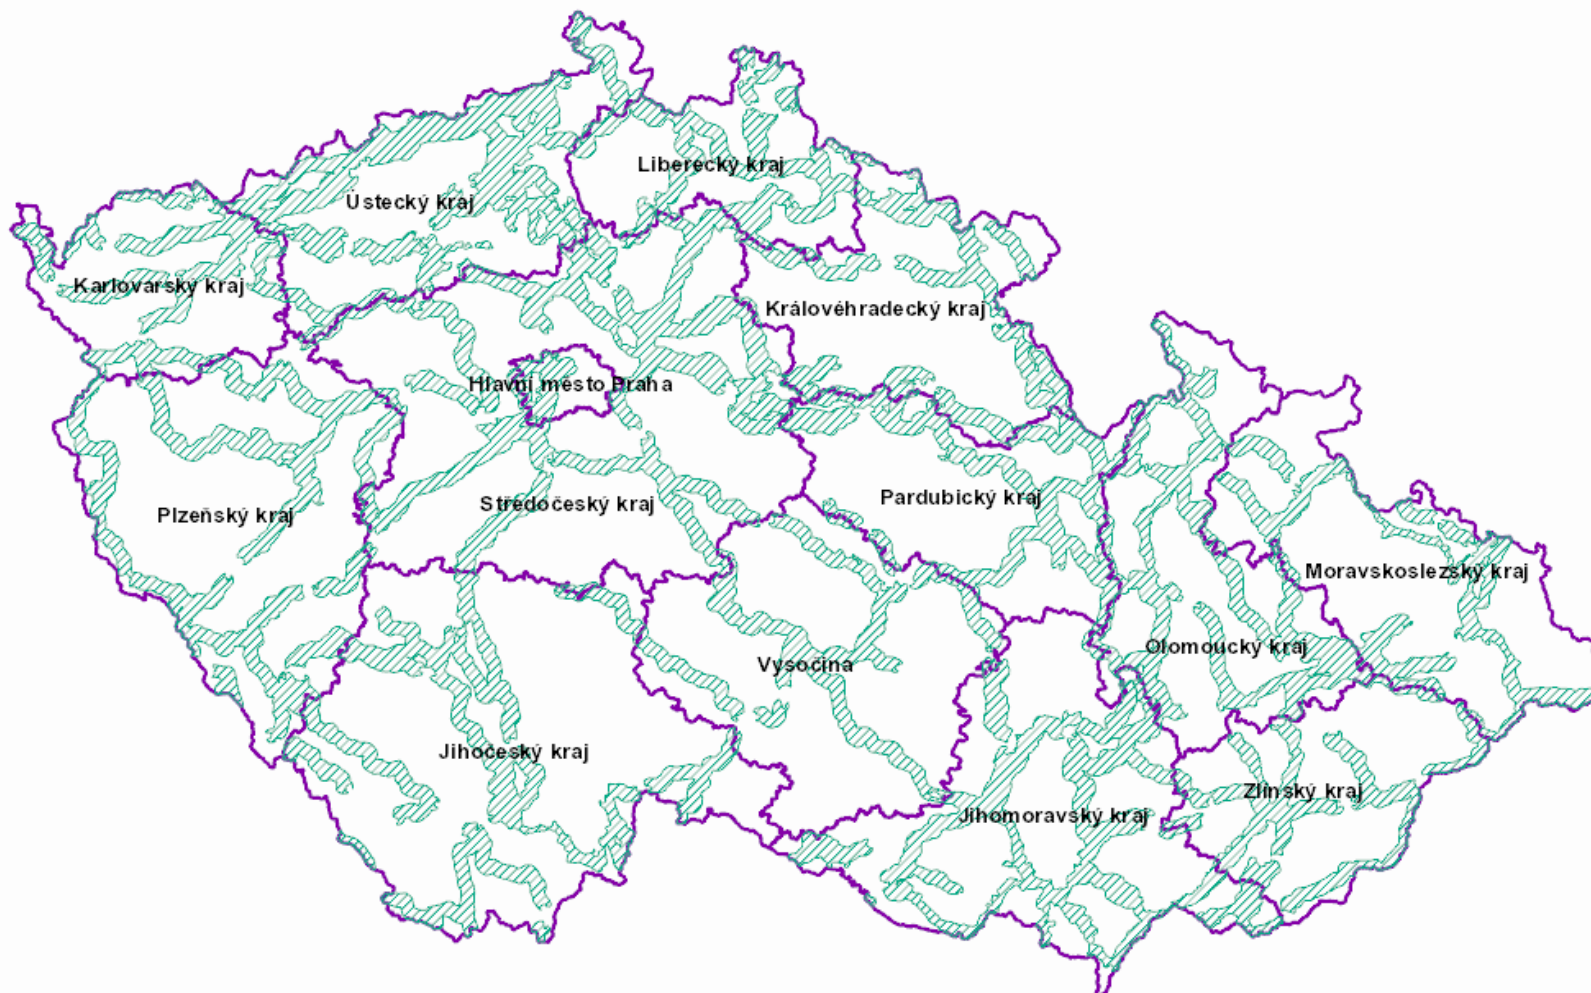 Liberecký kraj
Ústecký kraj
Karlovarský kraj
Královéhradecký kraj
Hlavní město Praha
Plzeňský kraj
Středočeský kraj
Pardubický kraj
Moravskoslezský kraj
Olomoucký kraj
Vysočina
Jihočeský kraj
Zlínský kraj
Jihomoravský kraj